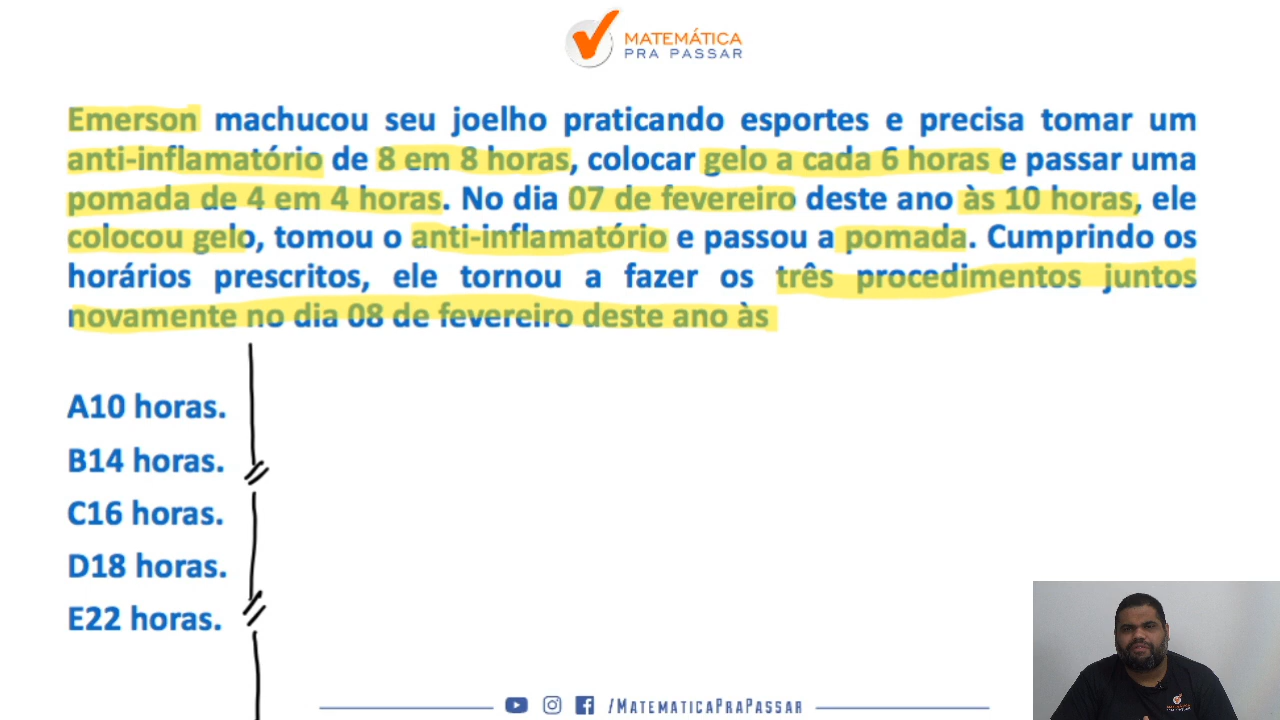 MATEMÁTICA
PRA PASSAR
Emerson machucou seu joelho praticando esportes e precisa tomar um
anti-inflamatório de 8 em 8 horas, colocar gelo a cada 6 horas e passar uma
pomada de 4 em 4 horas. No dia 07 de fevereiro deste ano às 10 horas, ele
colocou gelo, tomou o anti-inflamatório e passou a pomada. Cumprindo os
horários prescritos, ele tornou a fazer os três procedimentos juntos
novamente no dia 08 de fevereiro deste ano às
A10 horas.
B14 horas.
C16 horas.
D18 horas.
E22 horas.
/MATEMATICAPRAPASSAR